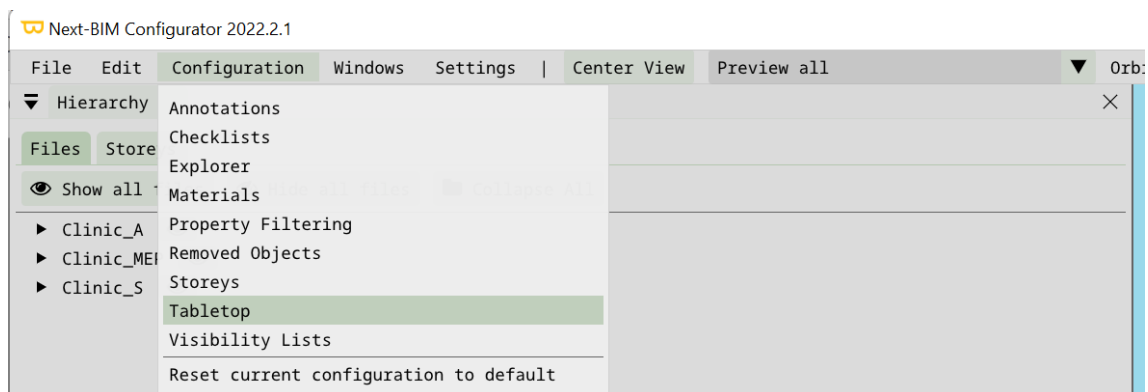 Next-BIM Configurator 2022.2.1
File Edit Configuration Windows Settings | Center View Preview all
Hierarchy
Annotations
Files
Checklists
Explorer
Show all
Materials
Property Filtering
Clinic_A
Removed Objects
Storeys
Clinic_S
Tabletop
Visibility Lists
Reset current configuration to default